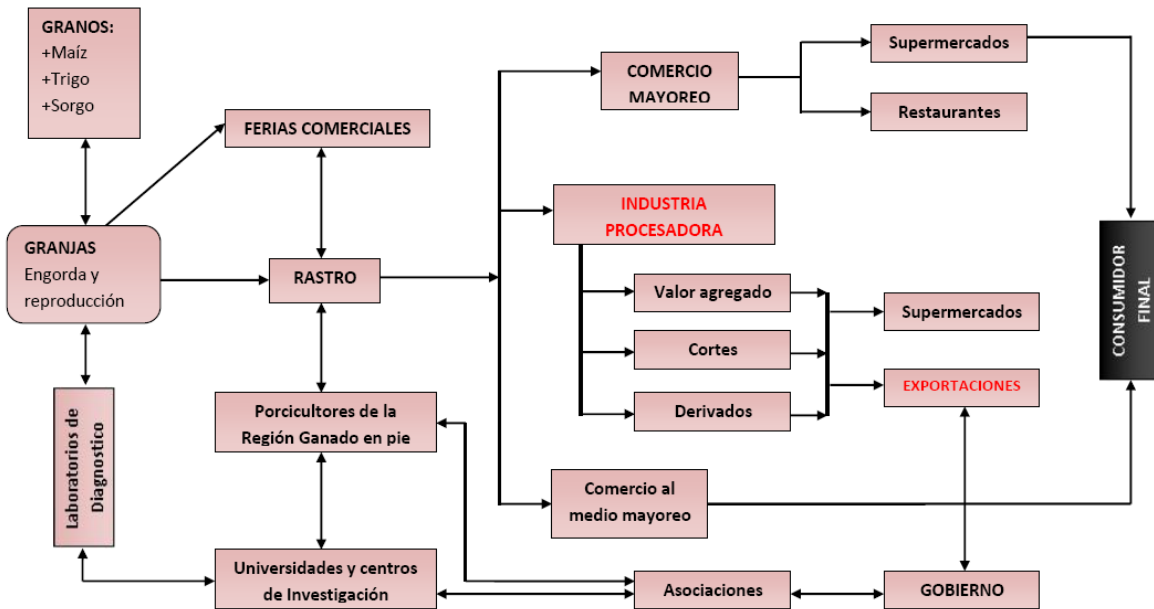 GRANOS:
+Maíz
+Trigo
+Sorgo
FERIAS COMERCIALES
GRANJAS
Engorda y
reproducción
RASTRO
Laboratorios de
Diagnostico
Porcicultores de la
Región Ganado en pie
Universidades y centros
de Investigación
COMERCIO
MAYOREO
Supermercados
Restaurantes
INDUSTRIA
PROCESADORA
Valor agregado
Cortes
Derivados
Supermercados
EXPORTACIONES
Comercio al
medio mayoreo
Asociaciones
GOBIERNO
CONSUMIDOR
FINAL